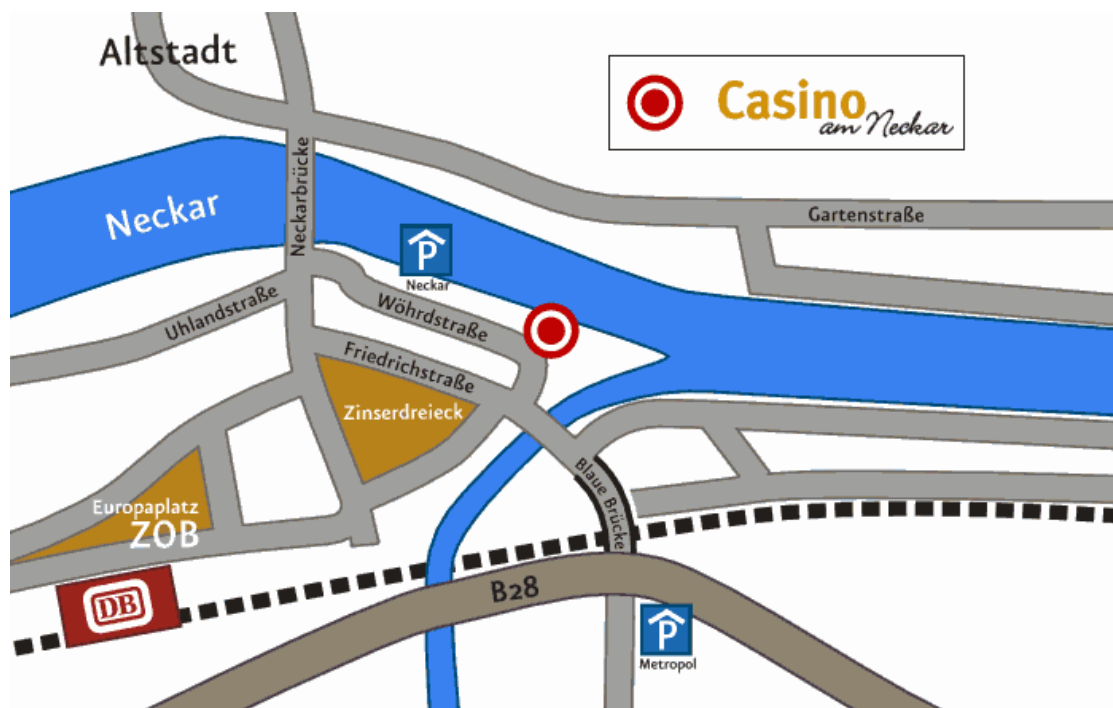 Altstadt
Casino
am Neckar
Neckarbrücke
Neckar
Gartenstraße
P
Neckar
Uhlandstraße
Wöhrdstraße
Friedrichstraße
Zinserdreieck
Blaue Brücke
Europaplatz
ZOB
B28
DB
P
Metropol